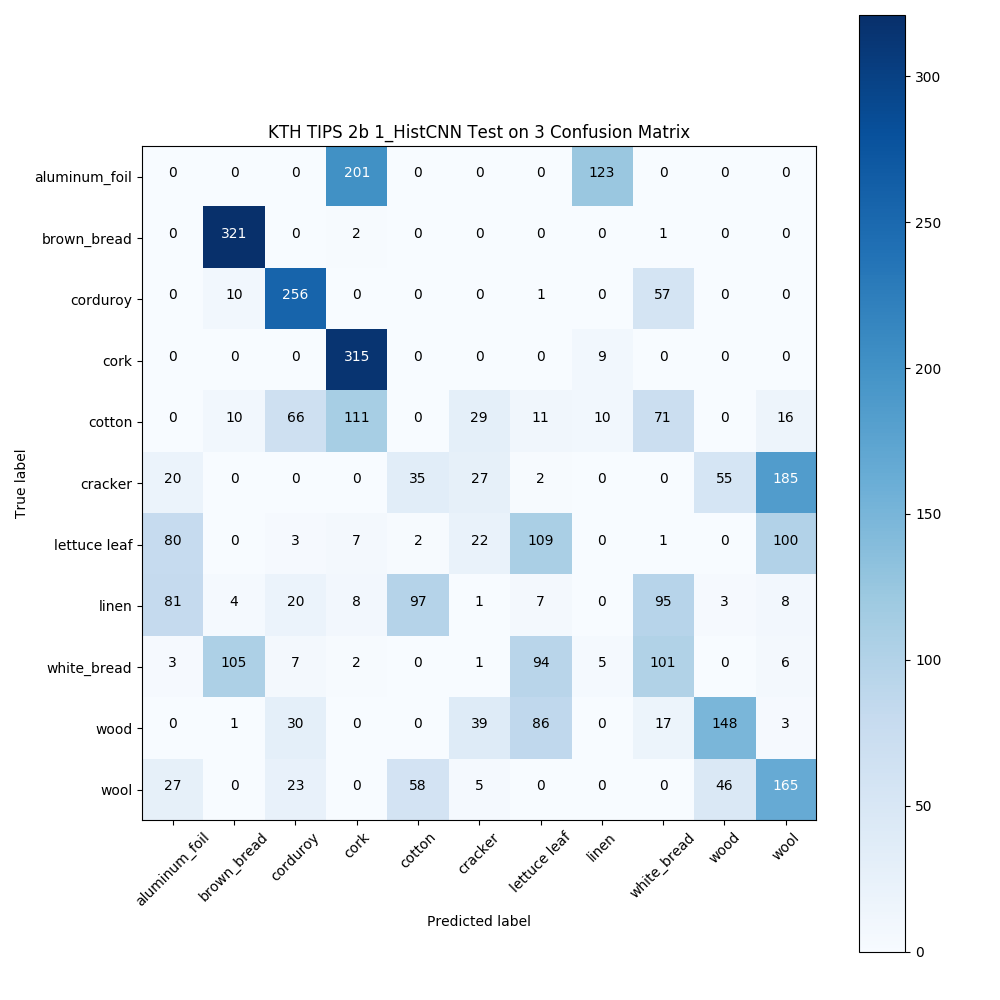 KTH TIPS 2b 1_HistCNN Test on 3 Confusion Matrix
aluminum_foil 0 0 0 201 0 0 0 123 0 0 0
brown_bread 0 321 0 2 0 0 0 0 1 0 0
corduroy 0 10 256 0 0 0 1 0 57 0 0
cork 0 0 0 315 0 0 0 9 0 0 0
cotton 0 10 66 111 0 29 11 10 71 0 16
cracker 20 0 0 0 35 27 2 0 0 55 185
lettuce leaf 80 0 3 7 2 22 109 0 1 0 100
linen 81 4 20 8 97 1 7 0 95 3 8
white_bread 3 105 7 2 0 1 94 5 101 0 6
wood 0 1 30 0 0 39 86 0 17 148 3
wool 27 0 23 0 58 5 0 0 0 46 165
True label
aluminum_foil brown_bread corduroy cork cotton cracker lettuce leaf linen white_bread wood wool
Predicted label
300
250
200
150
100
50
0